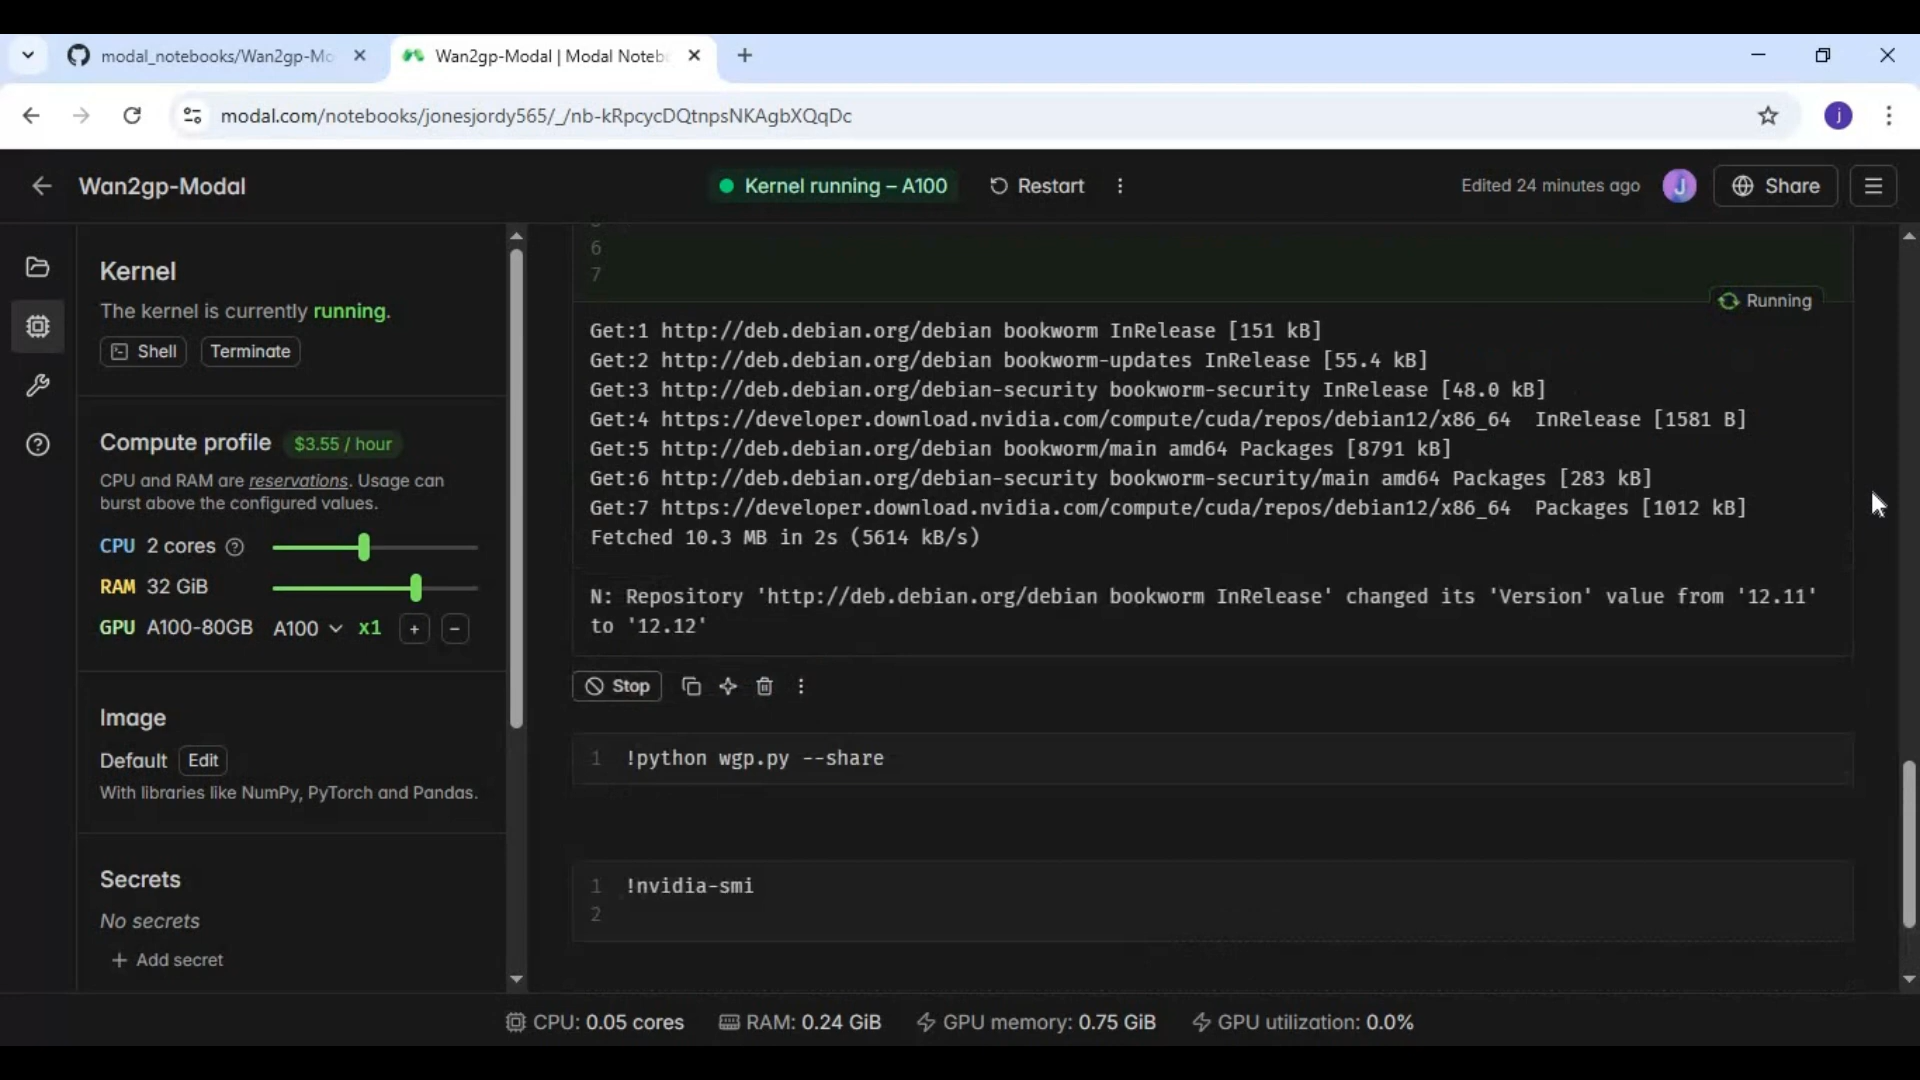 modal_notebooks/Wan2gp-Mo
Wan2gp-Modal | Modal Noteb
modal.com/notebooks/jonesjordy565/_/nb-kRpcycDQtnpsNKAgbXQqDc
j
Wan2gp-Modal
Kernel running – A100
Restart
Edited 24 minutes ago
J
Share
Kernel
The kernel is currently running.
Shell
Terminate
Compute profile
$3.55 / hour
CPU and RAM are reservations. Usage can
burst above the configured values.
CPU 2 cores
RAM 32 GiB
GPU A100-80GB A100 x1 + -
Image
Default Edit
With libraries like NumPy, PyTorch and Pandas.
Secrets
No secrets
+ Add secret
6
7
Running
Get:1 http://deb.debian.org/debian bookworm InRelease [151 kB]
Get:2 http://deb.debian.org/debian bookworm-updates InRelease [55.4 kB]
Get:3 http://deb.debian.org/debian-security bookworm-security InRelease [48.0 kB]
Get:4 https://developer.download.nvidia.com/compute/cuda/repos/debian12/x86_64  InRelease [1581 B]
Get:5 http://deb.debian.org/debian bookworm/main amd64 Packages [8791 kB]
Get:6 http://deb.debian.org/debian-security bookworm-security/main amd64 Packages [283 kB]
Get:7 https://developer.download.nvidia.com/compute/cuda/repos/debian12/x86_64  Packages [1012 kB]
Fetched 10.3 MB in 2s (5614 kB/s)
N: Repository 'http://deb.debian.org/debian bookworm InRelease' changed its 'Version' value from '12.11'
to '12.12'
Stop
1 !python wgp.py --share
1 !nvidia-smi
2
CPU: 0.05 cores
RAM: 0.24 GiB
GPU memory: 0.75 GiB
GPU utilization: 0.0%